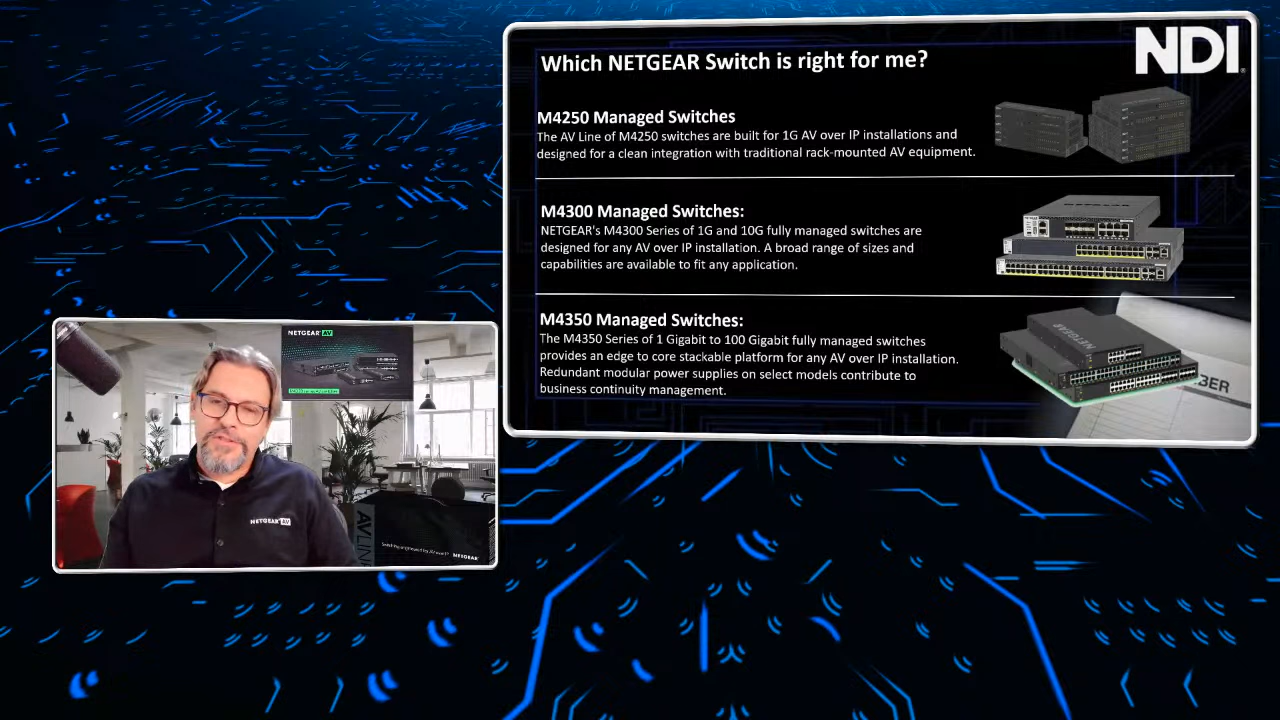 NDI
Which NETGEAR Switch is right for me?
M4250 Managed Switches
The AV Line of M4250 switches are built for 1G AV over IP installations and
designed for a clean integration with traditional rack-mounted AV equipment.
M4300 Managed Switches:
NETGEAR's M4300 Series of 1G and 10G fully managed switches are
designed for any AV over IP installation. A broad range of sizes and
capabilities are available to fit any application.
M4350 Managed Switches:
The M4350 Series of 1 Gigabit to 100 Gigabit fully managed switches
provides an edge to core stackable platform for any AV over IP installation.
Redundant modular power supplies on select models contribute to
business continuity management.
NETGEAR
BER
NETGEAR AV
NETGEAR AV
AVLIN
NETGEAR